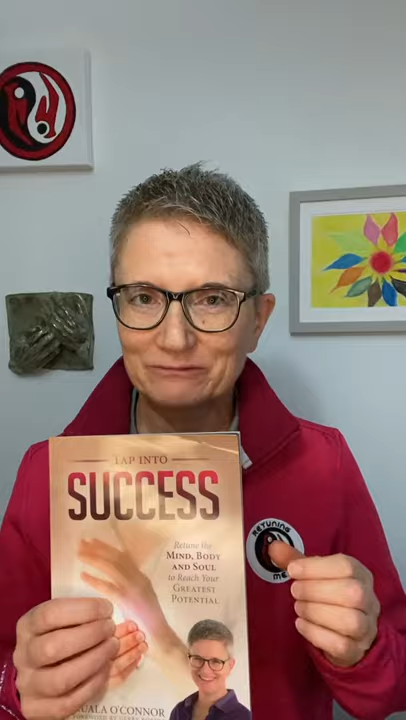 TAP INTO
SUCCESS
Retune the
MIND, BODY
AND SOUL
to Reach Your
GREATEST
POTENTIAL
O'CONNOR
RETUNING
ME